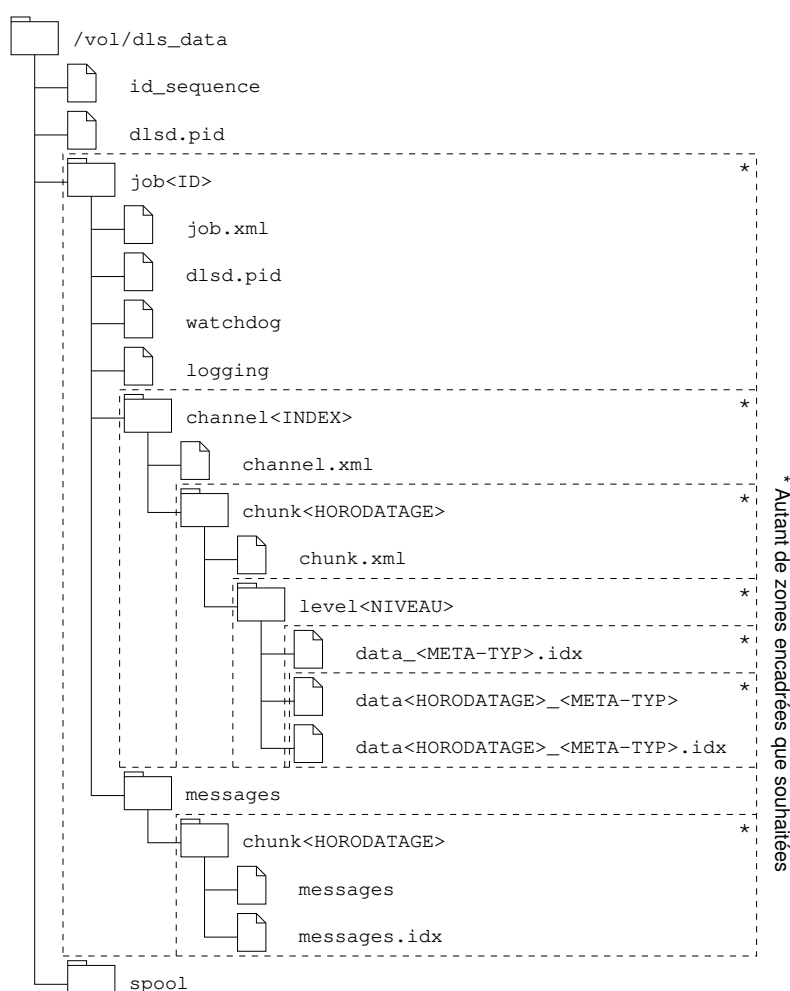 /vol/dls_data
id_sequence
dlsd.pid
job<ID>
*
job.xml
dlsd.pid
watchdog
logging
channel<INDEX>
*
channel.xml
chunk<HORODATAGE>
*
chunk.xml
level<NIVEAU>
*
data_<META-TYP>.idx
*
data<HORODATAGE>_<META-TYP>
*
data<HORODATAGE>_<META-TYP>.idx
messages
chunk<HORODATAGE>
*
messages
messages.idx
spool
* Autant de zones encadrées que souhaitées